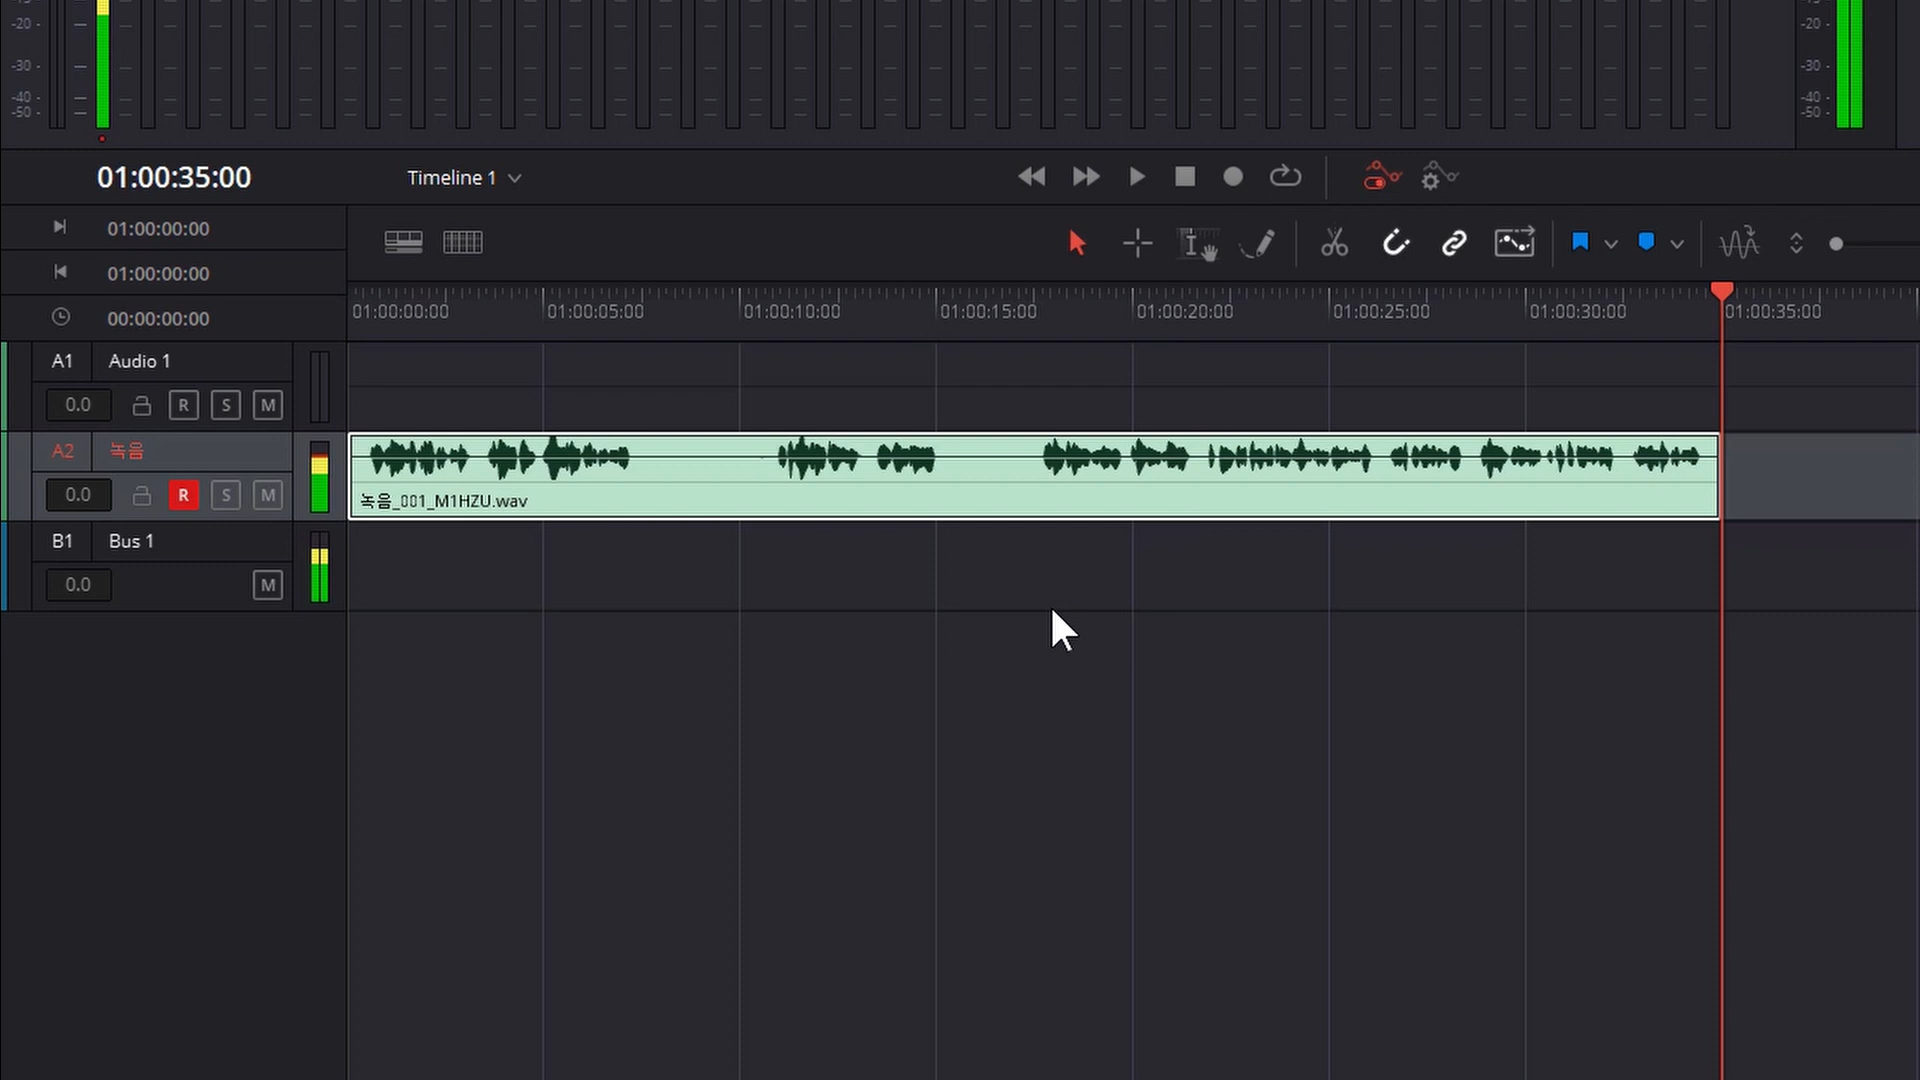 -20
-20
-30
-30
-40
-40
-50
-50
01:00:35:00
Timeline 1
01:00:00:00
01:00:00:00
00:00:00:00
01:00:00:00 01:00:05:00 01:00:10:00 01:00:15:00 01:00:20:00 01:00:25:00 01:00:30:00 01:00:35:00
A1 Audio 1
0.0 R S M
A2 녹음
0.0 R S M
녹음_001_M1HZU.wav
B1 Bus 1
0.0 M